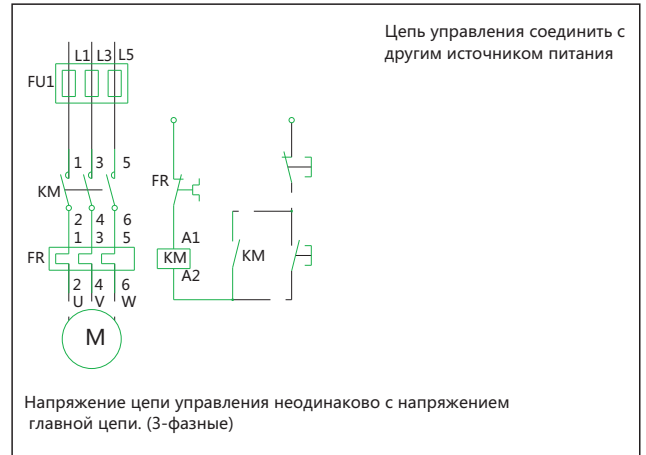 Цепь управления соединить с
другим источником питания
L1 L3 L5
FU1
1 3 5
KM
FR
2 4 6
1 3 5
FR
A1
KM
KM
A2
2 4 6
U V W
M
Напряжение цепи управления неодинаково с напряжением
главной цепи. (3-фазные)